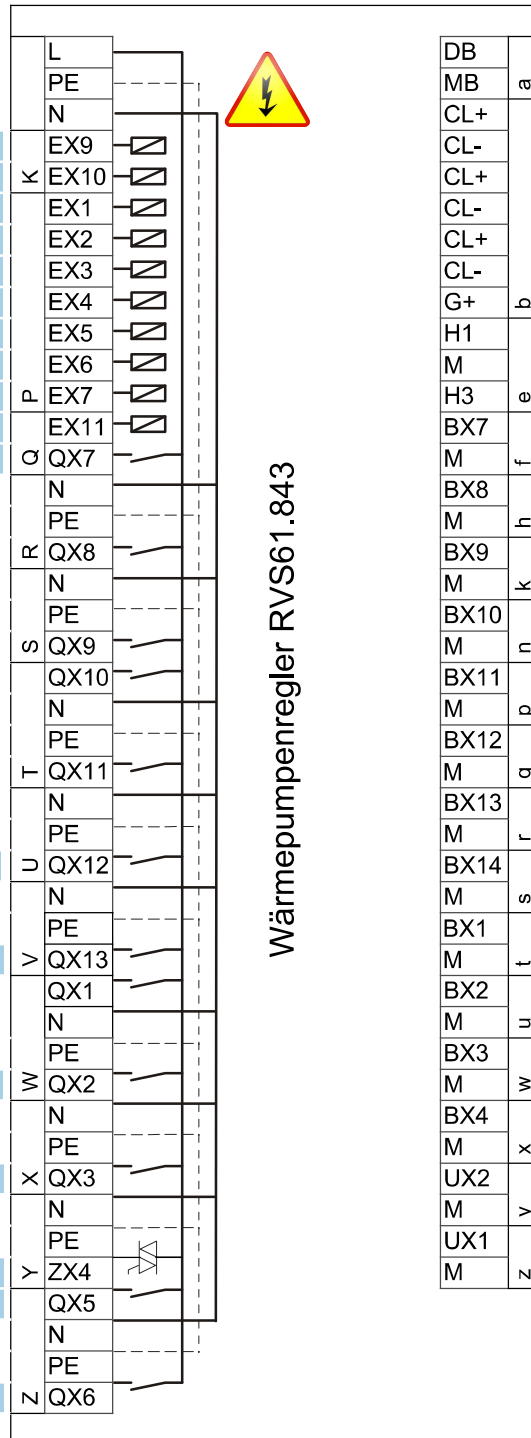 L
PE
N
EX9
K EX10
EX1
EX2
EX3
EX4
EX5
EX6
P EX7
EX11
Q QX7
N
PE
R QX8
N
PE
S QX9
QX10
N
PE
T QX11
N
PE
U QX12
N
PE
V QX13
QX1
N
PE
W QX2
N
PE
X QX3
N
PE
Y ZX4
QX5
N
PE
Z QX6
Wärmepumpenregler RVS61.843
DB
MB a
CL+
CL-
CL+
CL-
CL+
CL-
G+ b
H1
M
H3 e
BX7
M f
BX8
M h
BX9
M k
BX10
M n
BX11
M p
BX12
M q
BX13
M r
BX14
M s
BX1
M t
BX2
M u
BX3
M w
BX4
M x
UX2
M v
UX1
M z